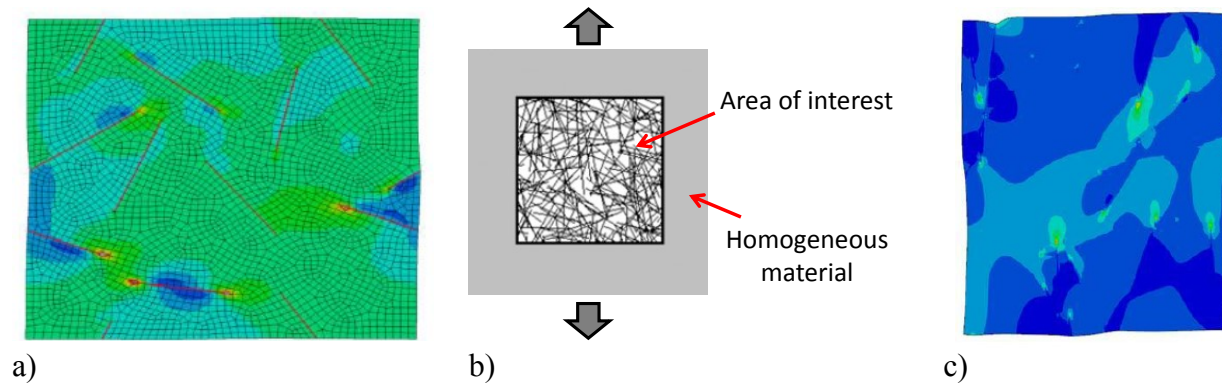 Area of interest
Homogeneous
material
a)
b)
c)